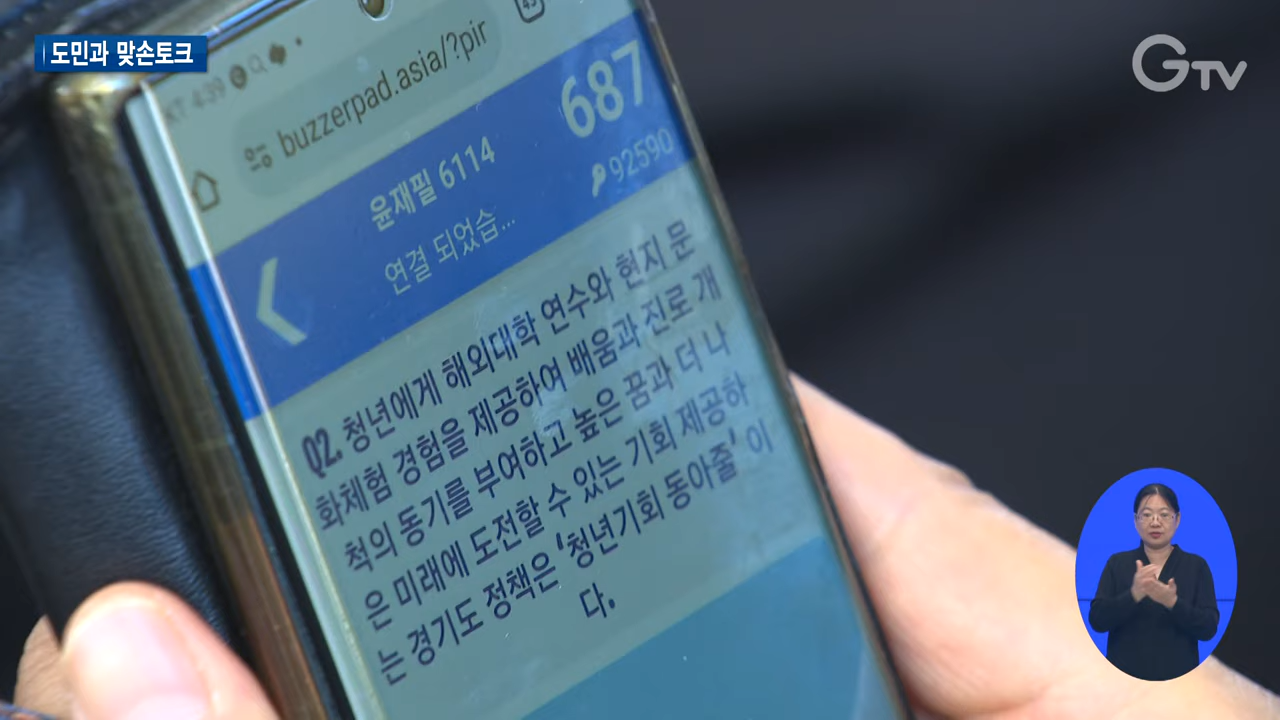 도민과 맞손토크
GTV
KT 4:39
43
buzzerpad.asia/?pir
687
윤재필 6114
92590
연결 되었습...
Q2. 청년에게 해외대학 연수와 현지 문
화체험 경험을 제공하여 배움과 진로 개
척의 동기를 부여하고 높은 꿈과 더 나
은 미래에 도전할 수 있는 기회 제공하
는 경기도 정책은 '청년기회 동아줄' 이
다.